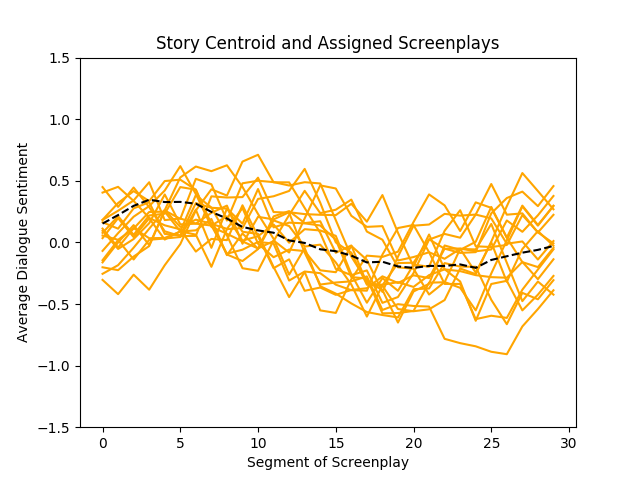 Story Centroid and Assigned Screenplays
1.5
1.0
0.5
0.0
−0.5
−1.0
−1.5
Average Dialogue Sentiment
0 5 10 15 20 25 30
Segment of Screenplay